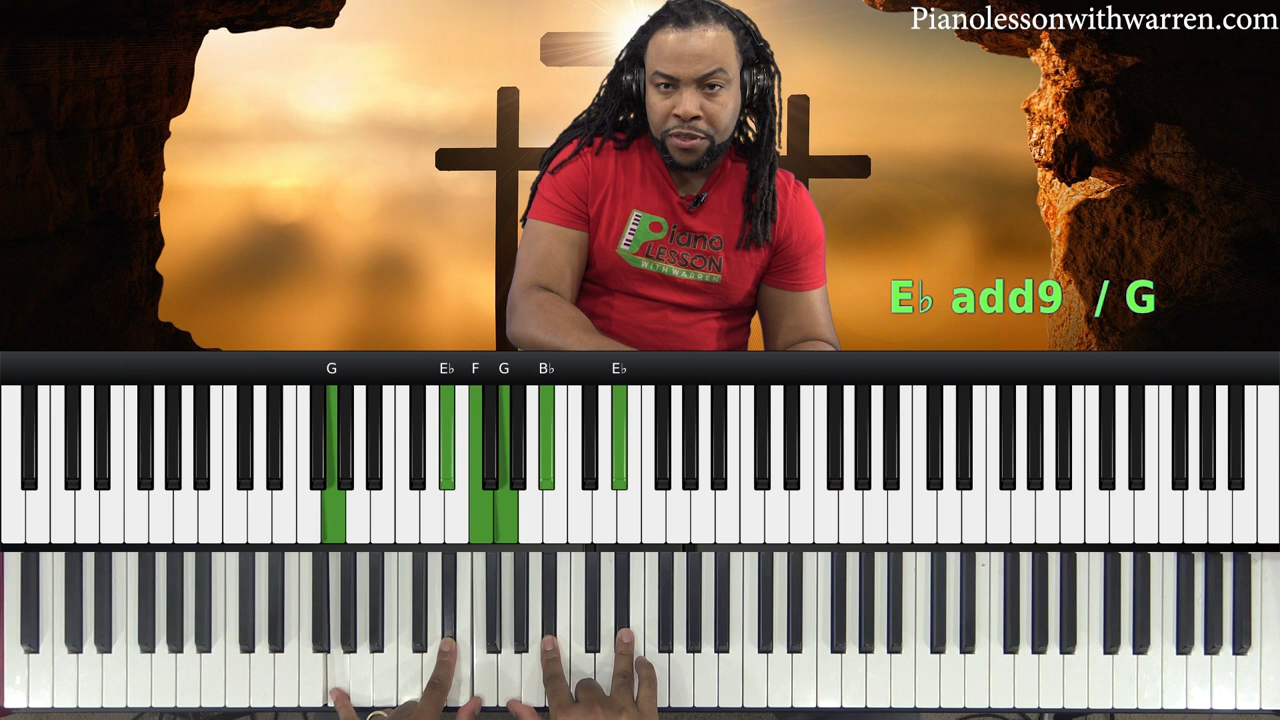 Pianolessonwithwarren.com
Piano
LESSON
WITH WARREN
E♭ add9 / G
G E♭ F G B♭ E♭